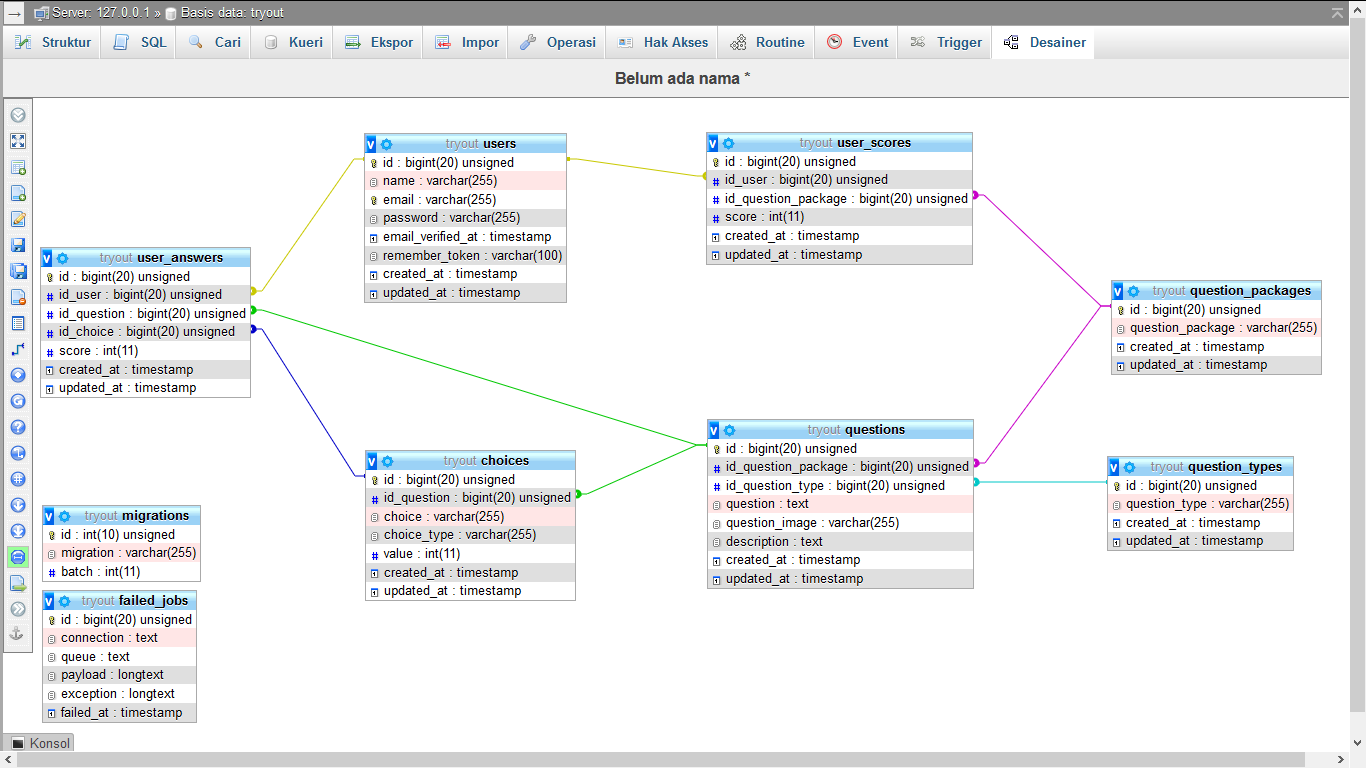 Server: 127.0.0.1 » Basis data: tryout
Struktur SQL Cari Kueri Ekspor Impor Operasi Hak Akses Routine Event Trigger Desainer
Belum ada nama *
tryout users
id : bigint(20) unsigned
name : varchar(255)
email : varchar(255)
password : varchar(255)
email_verified_at : timestamp
remember_token : varchar(100)
created_at : timestamp
updated_at : timestamp
tryout user_scores
id : bigint(20) unsigned
id_user : bigint(20) unsigned
id_question_package : bigint(20) unsigned
score : int(11)
created_at : timestamp
updated_at : timestamp
tryout user_answers
id : bigint(20) unsigned
id_user : bigint(20) unsigned
id_question : bigint(20) unsigned
id_choice : bigint(20) unsigned
score : int(11)
created_at : timestamp
updated_at : timestamp
tryout question_packages
id : bigint(20) unsigned
question_package : varchar(255)
created_at : timestamp
updated_at : timestamp
tryout choices
id : bigint(20) unsigned
id_question : bigint(20) unsigned
choice : varchar(255)
choice_type : varchar(255)
value : int(11)
created_at : timestamp
updated_at : timestamp
tryout questions
id : bigint(20) unsigned
id_question_package : bigint(20) unsigned
id_question_type : bigint(20) unsigned
question : text
question_image : varchar(255)
description : text
created_at : timestamp
updated_at : timestamp
tryout question_types
id : bigint(20) unsigned
question_type : varchar(255)
created_at : timestamp
updated_at : timestamp
tryout migrations
id : int(10) unsigned
migration : varchar(255)
batch : int(11)
tryout failed_jobs
id : bigint(20) unsigned
connection : text
queue : text
payload : longtext
exception : longtext
failed_at : timestamp
Konsol